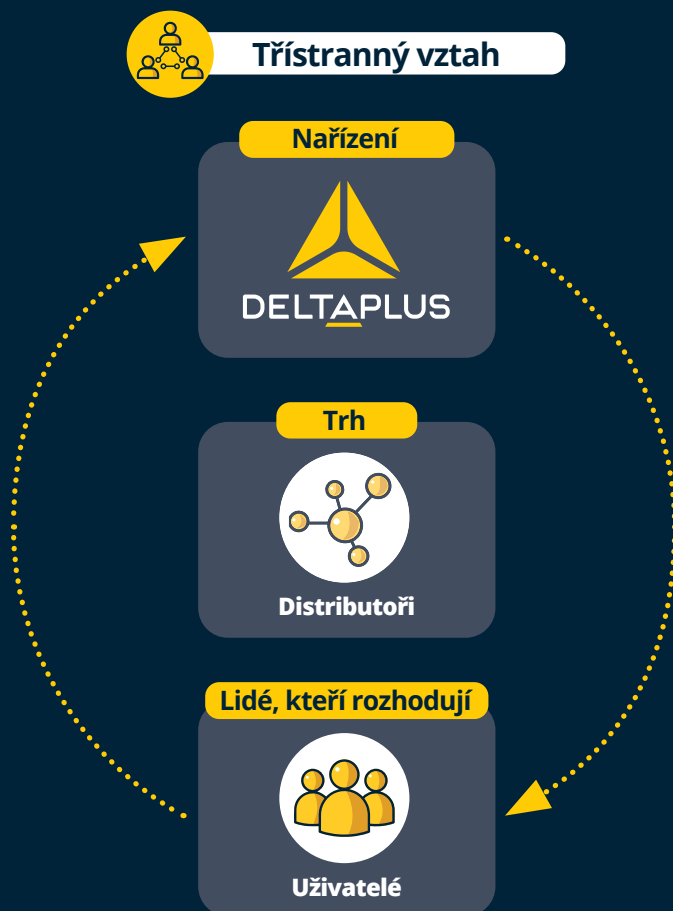 Třístranný vztah
Nařízení
DELTAPLUS
Trh
Distributoři
Lidé, kteří rozhodují
Uživatelé